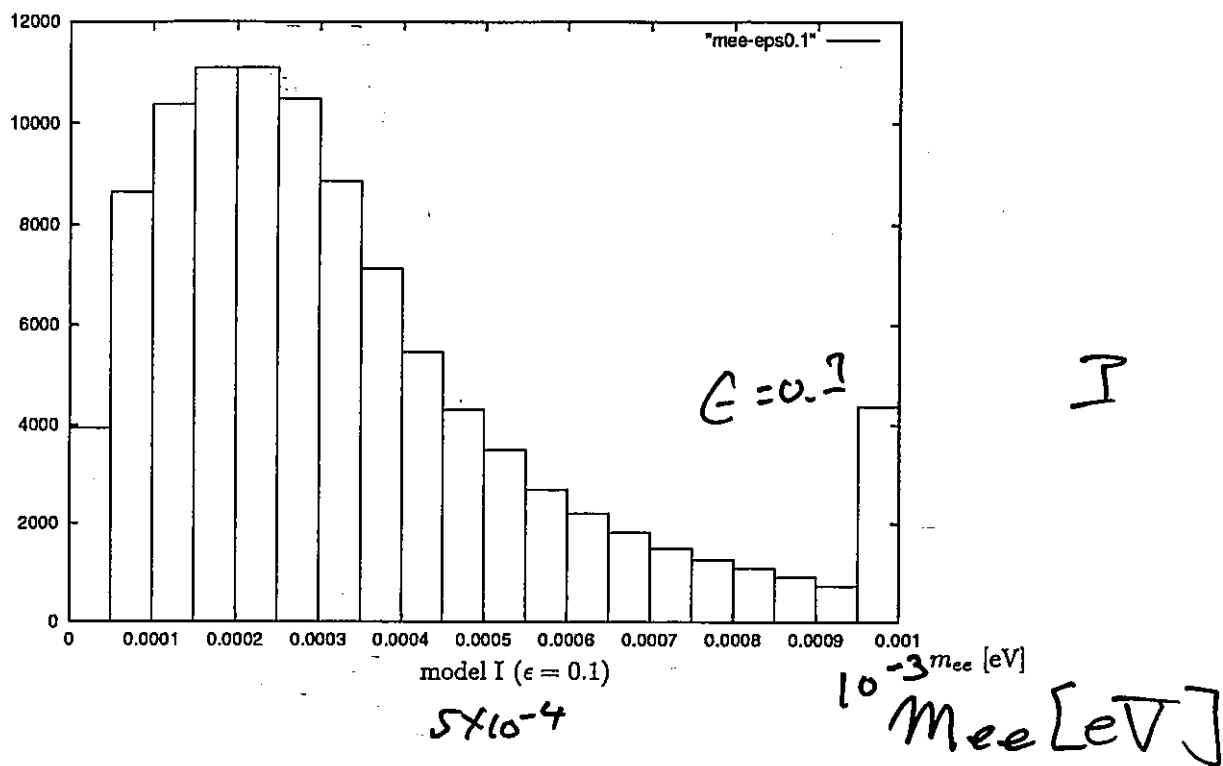 12000
"mee-eps0.1"
10000
8000
6000
4000
2000
0
ϵ = 0.1
I
0 0.0001 0.0002 0.0003 0.0004 0.0005 0.0006 0.0007 0.0008 0.0009 0.001
model I (ϵ = 0.1)
10⁻³ mₑₑ [eV]
5×10⁻⁴
mₑₑ [eV]